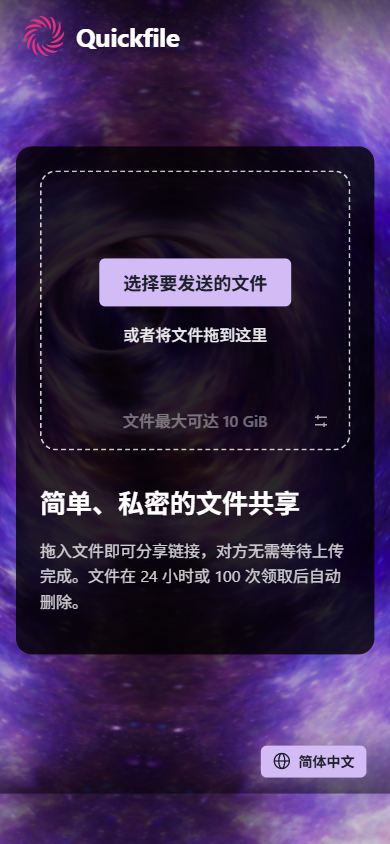 Quickfile
选择要发送的文件
或者将文件拖到这里
文件最大可达 10 GiB
简单、私密的文件共享
拖入文件即可分享链接，对方无需等待上传
完成。文件在 24 小时或 100 次领取后自动
删除。
简体中文